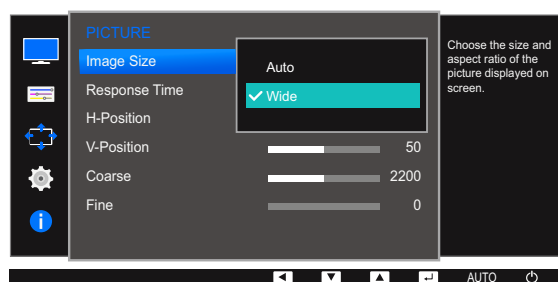 PICTURE
Image Size
Auto
Choose the size and
aspect ratio of the
picture displayed on
screen.
Response Time
Wide
H-Position
V-Position 50
Coarse 2200
Fine 0
AUTO